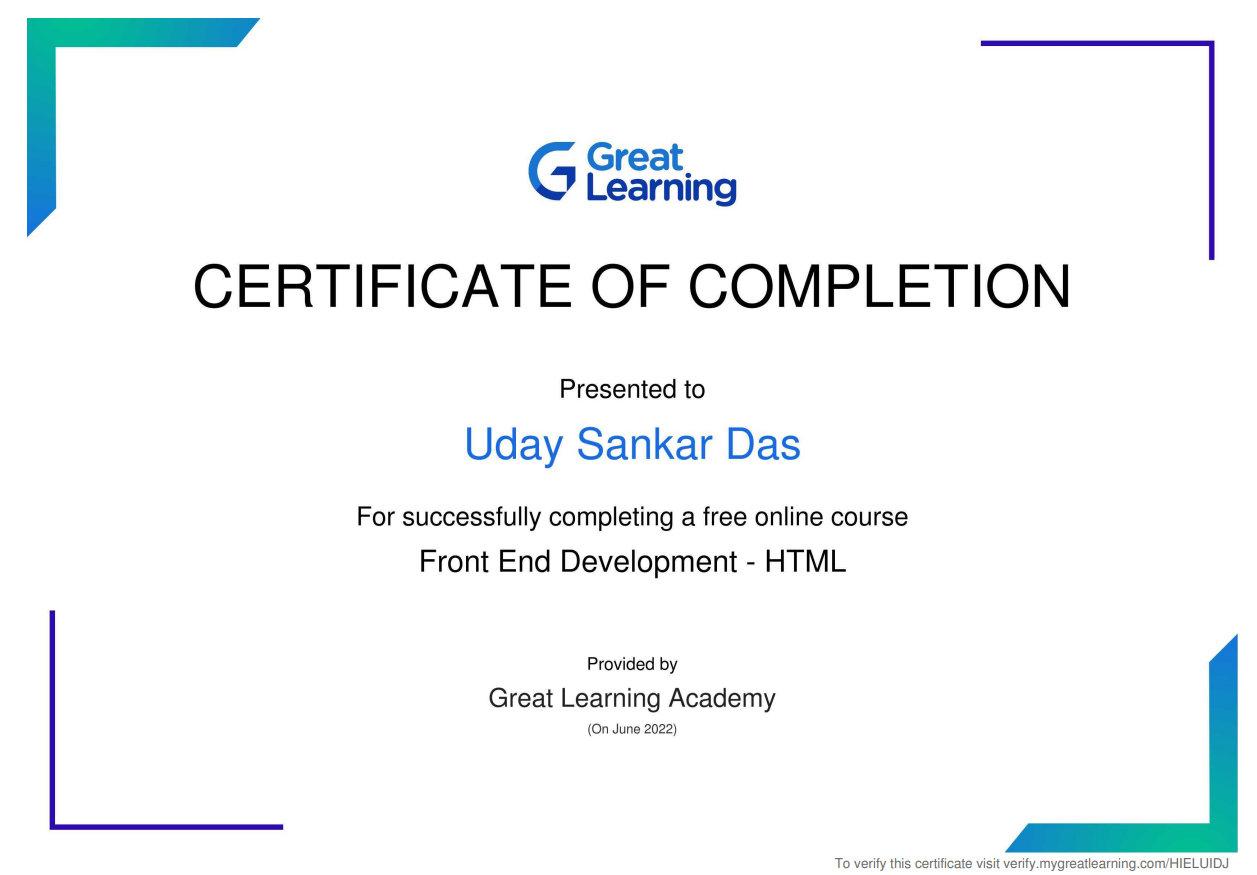 Great
Learning
CERTIFICATE OF COMPLETION
Presented to
Uday Sankar Das
For successfully completing a free online course
Front End Development - HTML
Provided by
Great Learning Academy
(On June 2022)
To verify this certificate visit verify.mygreatlearning.com/HIELUIDJ